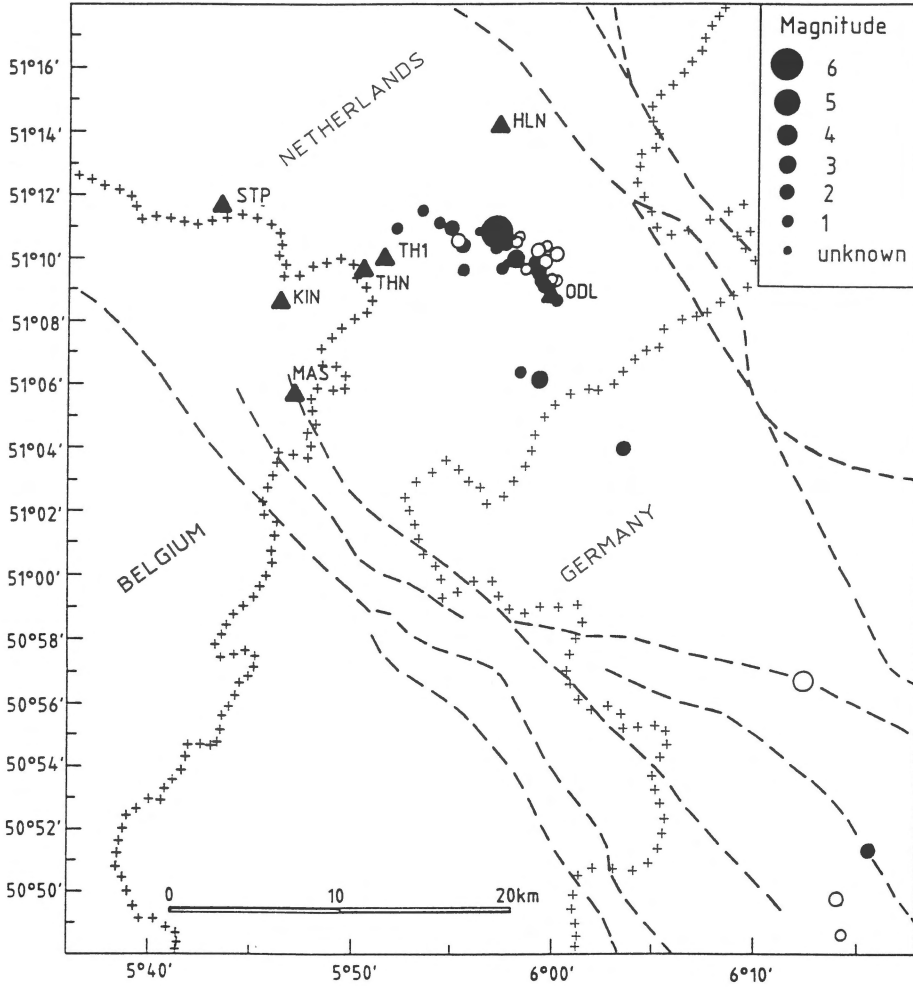 Magnitude
6
5
4
3
2
1
unknown
NETHERLANDS
BELGIUM
GERMANY
HLN
STP
TH1
THN
KIN
ODL
MAS
51°16'
51°14'
51°12'
51°10'
51°08'
51°06'
51°04'
51°02'
51°00'
50°58'
50°56'
50°54'
50°52'
50°50'
0 10 20km
5°40' 5°50' 6°00' 6°10'